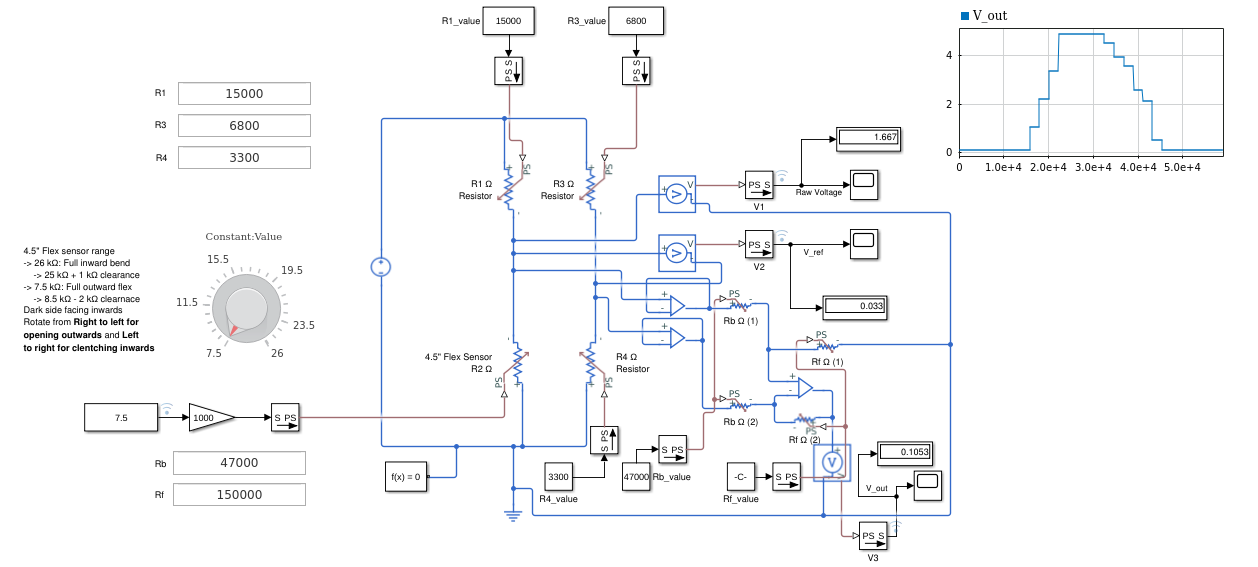 R1_value
15000
R3_value
6800
PS S
PS S
V_out
4
2
0
0
1.0e+4
2.0e+4
3.0e+4
4.0e+4
5.0e+4
R1
15000
R3
6800
R4
3300
1.667
PS
PS
R1 Ω
Resistor
R3 Ω
Resistor
V
V
PS S
V1
Raw Voltage
V
V
PS S
V2
V_ref
0.033
Constant:Value
7.5
11.5
15.5
19.5
23.5
26
4.5" Flex sensor range
-> 26 kΩ: Full inward bend
-> 25 kΩ + 1 kΩ clearance
-> 7.5 kΩ: Full outward flex
-> 8.5 kΩ - 2 kΩ clearnace
Dark side facing inwards
Rotate from Right to left for
opening outwards and Left
to right for clentching inwards
PS
Rb Ω (1)
PS
Rf Ω (1)
4.5" Flex Sensor
R2 Ω
PS
R4 Ω
Resistor
PS
PS
Rb Ω (2)
PS
Rf Ω (2)
7.5
1000
S PS
Rb
47000
Rf
150000
f(x) = 0
3300
R4_value
S PS
47000
Rb_value
S PS
-C-
Rf_value
S PS
V
V
0.1053
V_out
PS S
V3